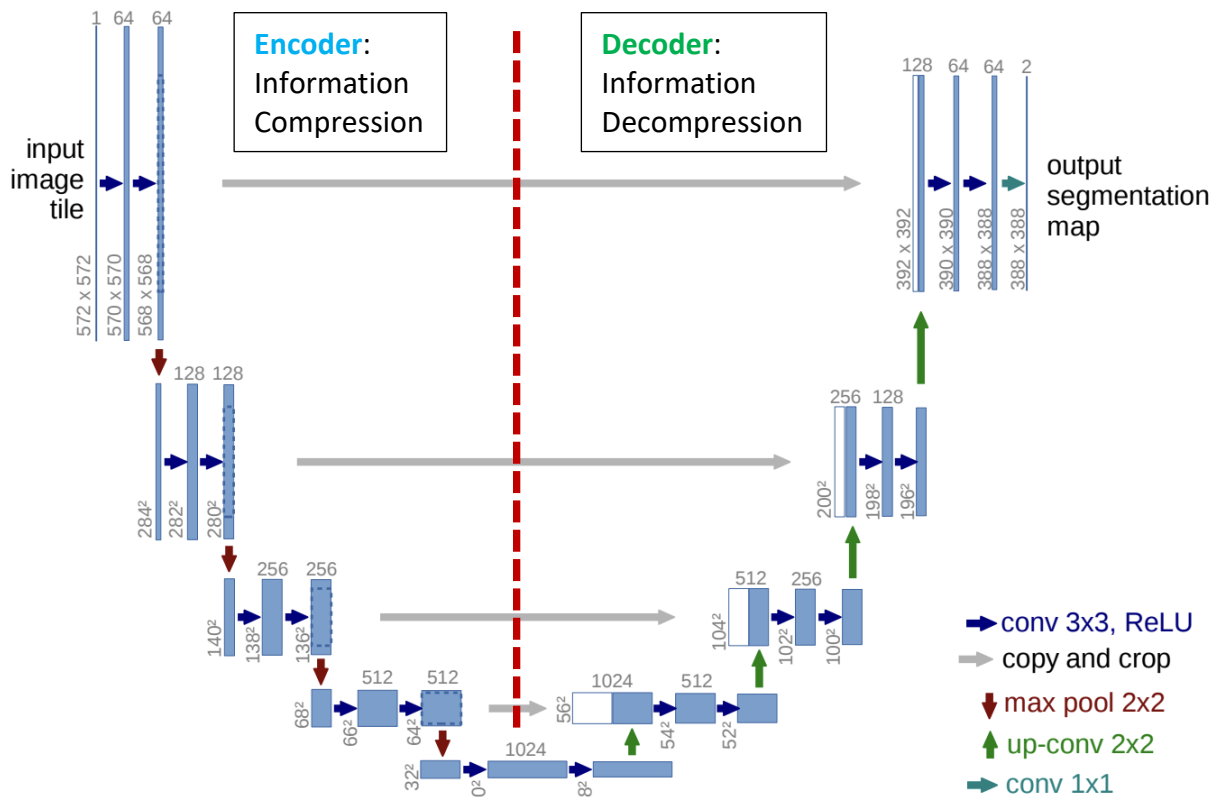 1 64 64
Encoder:
Information
Compression
Decoder:
Information
Decompression
128 64 64 2
input
image
tile
output
segmentation
map
572 x 572
570 x 570
568 x 568
392 x 392
390 x 390
388 x 388
388 x 388
128 128
256 128
284²
282²
280²
200²
198²
196²
256 256
512 256
140²
138²
136²
104²
102²
100²
512 512
1024 512
68²
66²
64²
56²
54²
52²
1024
32²
0²
8²
conv 3x3, ReLU
copy and crop
max pool 2x2
up-conv 2x2
conv 1x1